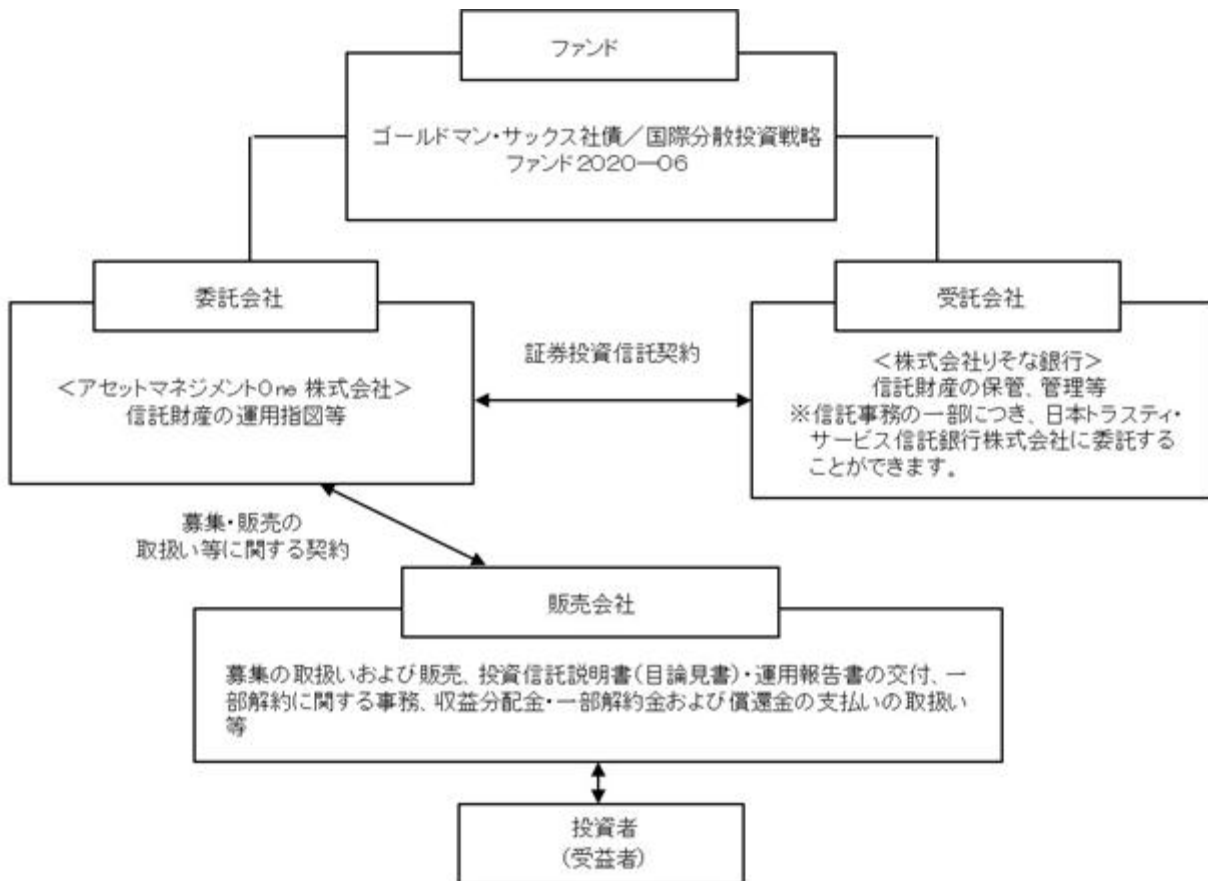 ファンド
ゴールドマン・サックス社債／国際分散投資戦略
ファンド2020―06
委託会社
<アセットマネジメントOne 株式会社>
信託財産の運用指図等
証券投資信託契約
受託会社
<株式会社りそな銀行>
信託財産の保管、管理等
※信託事務の一部につき、日本トラスティ・
サービス信託銀行株式会社に委託する
ことができます。
募集・販売の
取扱い等に関する契約
販売会社
募集の取扱いおよび販売、投資信託説明書(目論見書)・運用報告書の交付、一
部解約に関する事務、収益分配金・一部解約金および償還金の支払いの取扱い
等
投資者
(受益者)